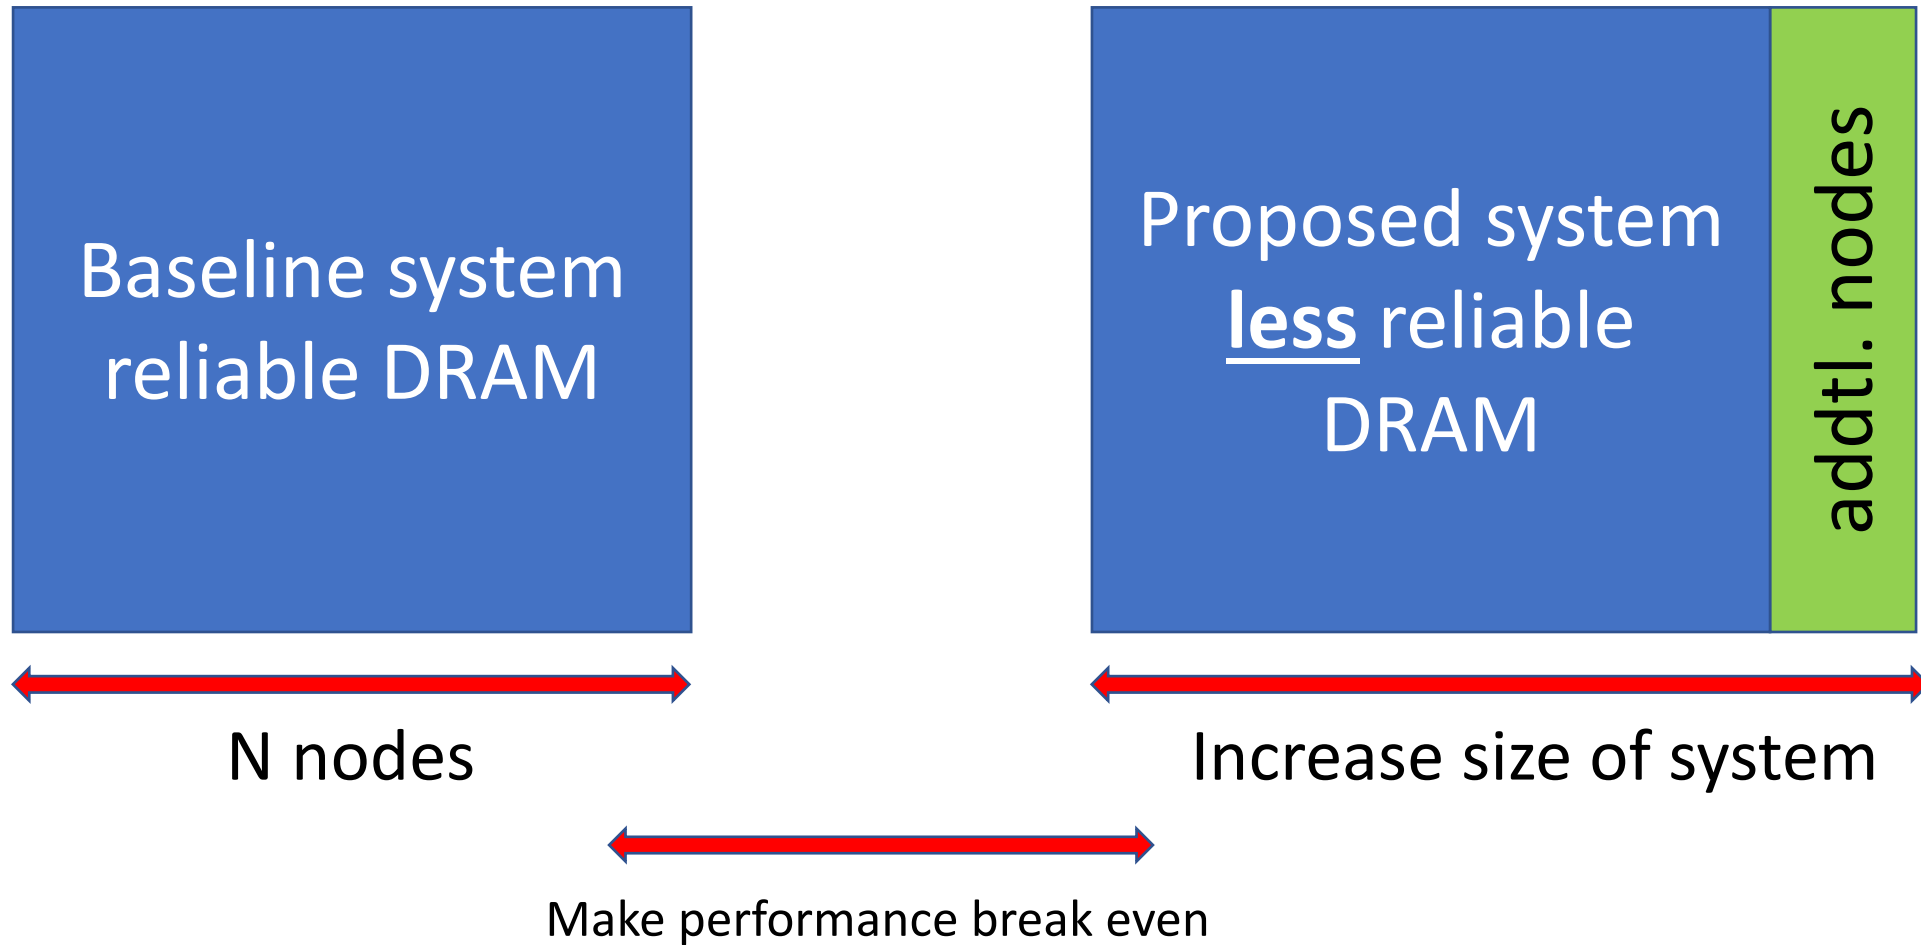 Baseline system
reliable DRAM
Proposed system
less reliable
DRAM
addtl. nodes
N nodes
Increase size of system
Make performance break even